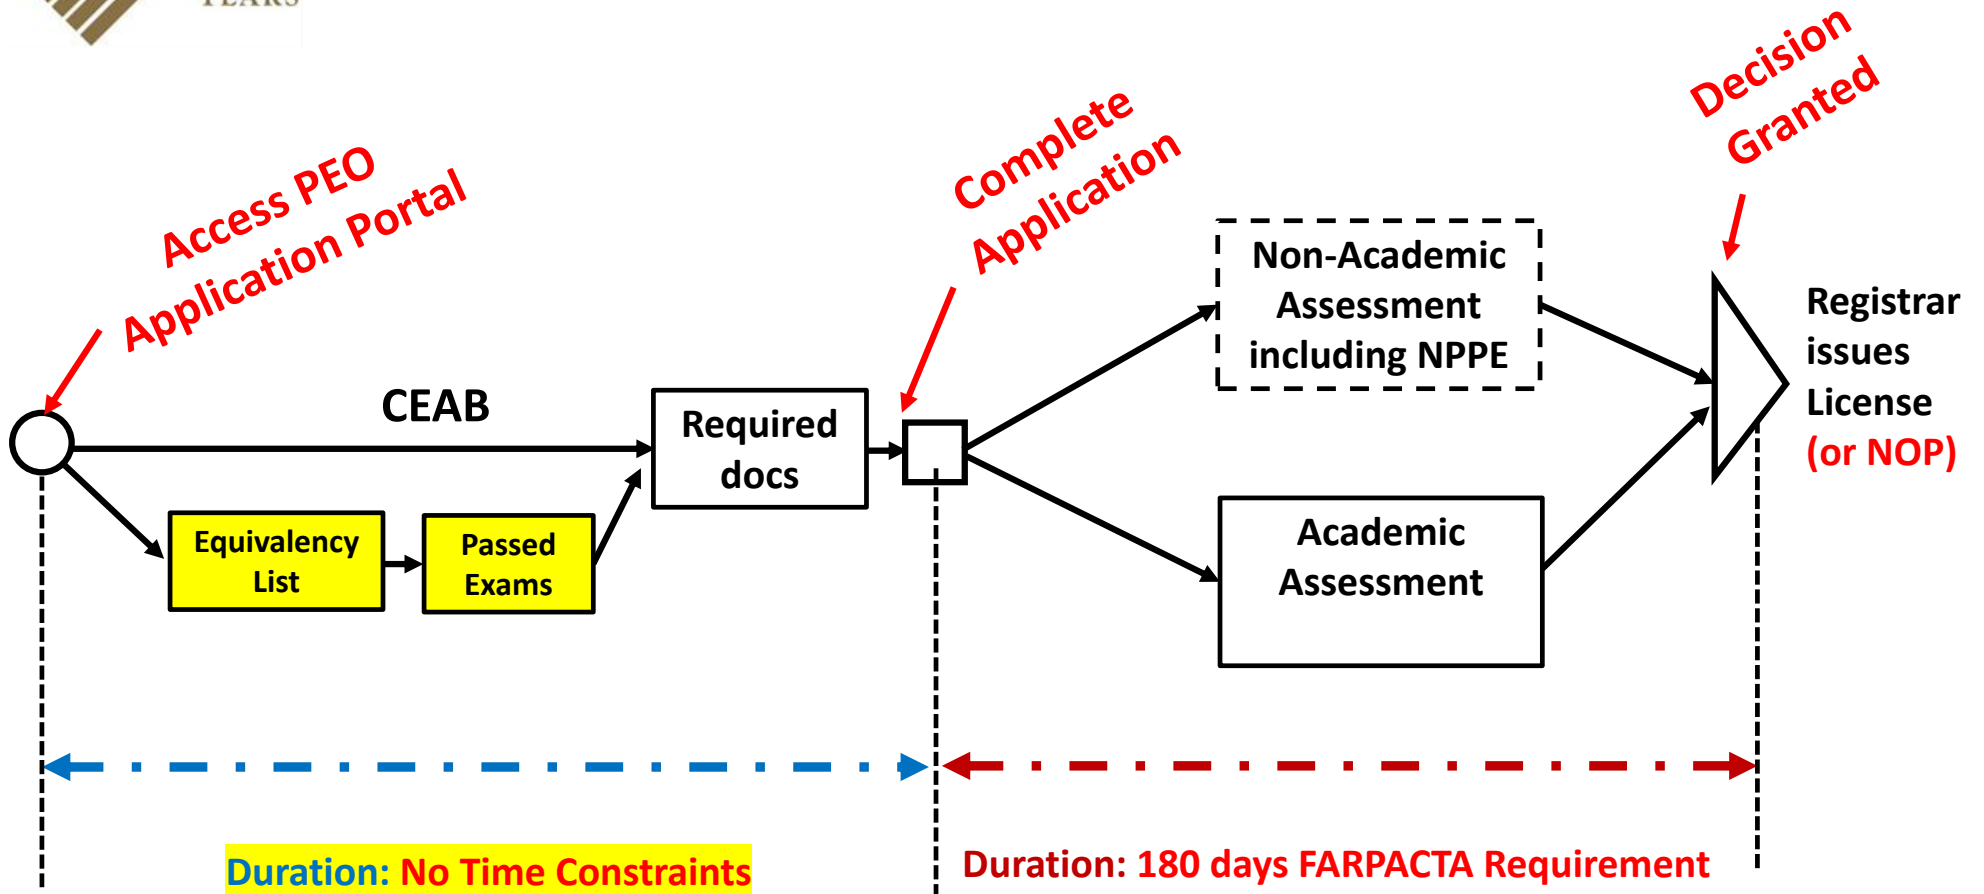 YEARS
Decision
Granted
Complete
Application
Access PEO
Application Portal
Non-Academic
Assessment
including NPPE
Registrar
issues
License
(or NOP)
CEAB
Required
docs
Equivalency
List
Passed
Exams
Academic
Assessment
Duration: No Time Constraints
Duration: 180 days FARPACTA Requirement